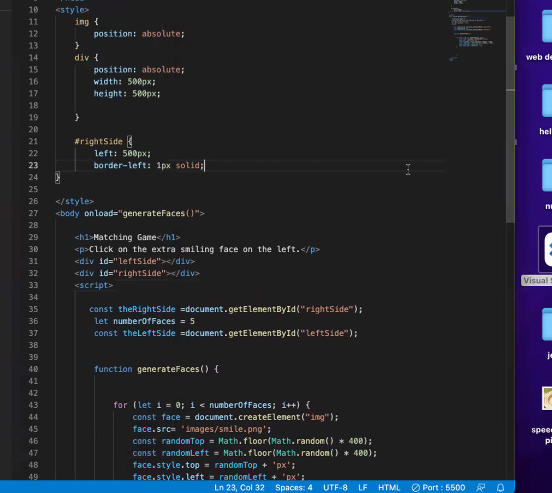 10 <style>
11 img {
12 position: absolute;
13 }
14 div {
15 position: absolute;
16 width: 500px;
17 height: 500px;
18
19 }
20
21 #rightSide {
22 left: 500px;
23 border-left: 1px solid;
24 }
25
26 </style>
27 <body onload="generateFaces()">
28
29 <h1>Matching Game</h1>
30 <p>Click on the extra smiling face on the left.</p>
31 <div id="leftSide"></div>
32 <div id="rightSide"></div>
33 <script>
34
35 const theRightSide =document.getElementById("rightSide");
36 let numberOfFaces = 5
37 const theLeftSide =document.getElementById("leftSide");
38
39
40 function generateFaces() {
41
42
43 for (let i = 0; i < numberOfFaces; i++) {
44 const face = document.createElement("img");
45 face.src= 'images/smile.png';
46 const randomTop = Math.floor(Math.random() * 400);
47 const randomLeft = Math.floor(Math.random() * 400);
48 face.style.top = randomTop + 'px';
49 face.style.left = randomLeft + 'px';
Ln 23, Col 32 Spaces: 4 UTF-8 LF HTML Port : 5500
web de
hel
Visual S
speed
pi